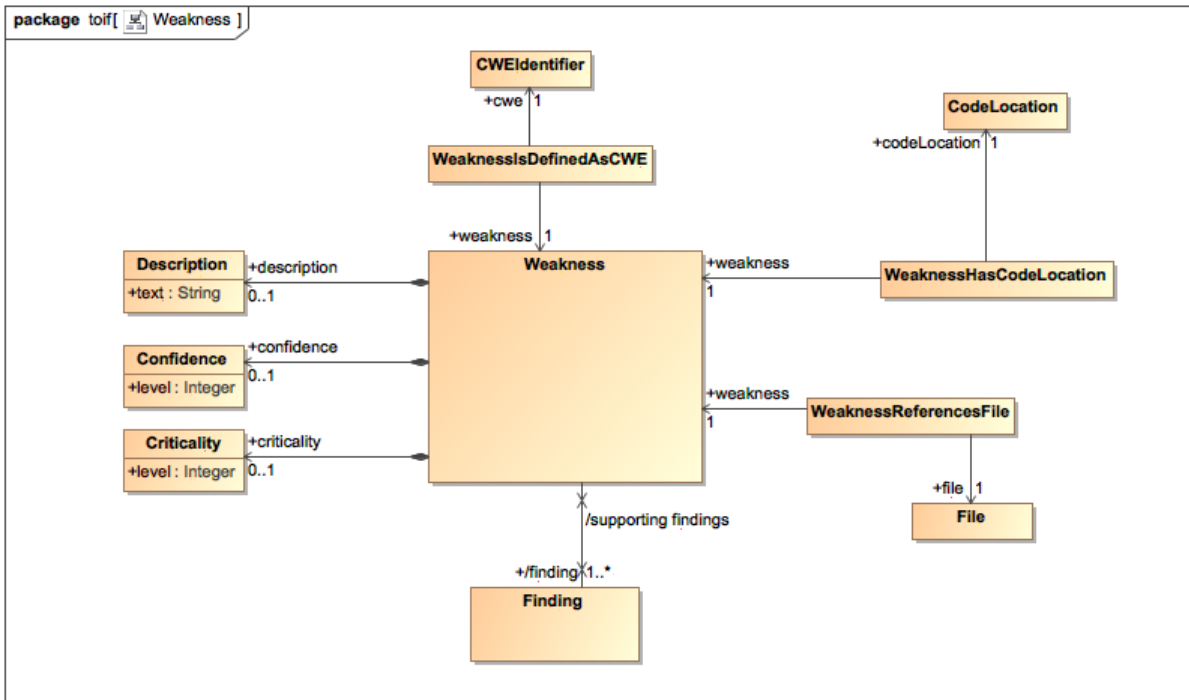 package toif[ Weakness ]
CWEIdentifier
+cwe 1
CodeLocation
+codeLocation 1
WeaknessIsDefinedAsCWE
+weakness 1
Weakness
Description
+text : String
+description
0..1
+weakness
1
WeaknessHasCodeLocation
Confidence
+level : Integer
+confidence
0..1
+weakness
1
WeaknessReferencesFile
Criticality
+level : Integer
+criticality
0..1
+file 1
File
/supporting findings
+/finding 1..*
Finding